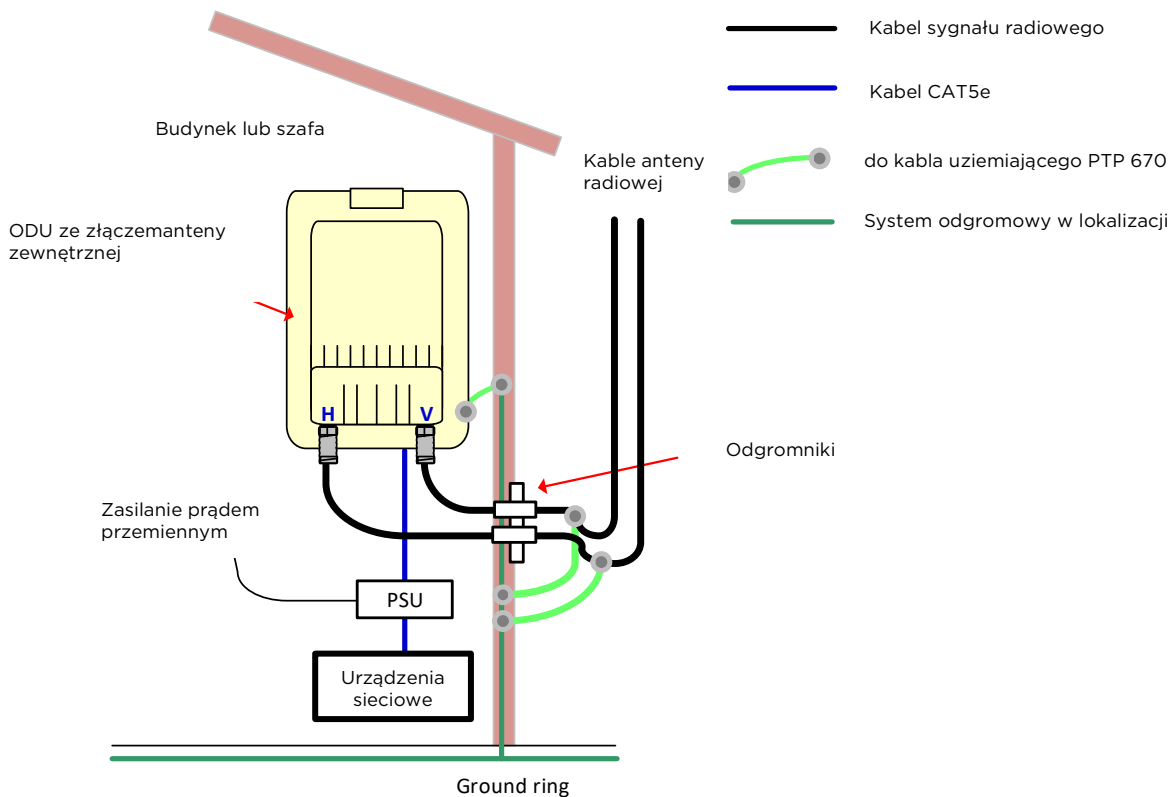 Kabel sygnału radiowego
Kabel CAT5e
Budynek lub szafa
Kable anteny
radiowej
do kabla uziemiającego PTP 670
System odgromowy w lokalizacji
ODU ze złączemanteny
zewnętrznej
H
V
Odgromniki
Zasilanie prądem
przemiennym
PSU
Urządzenia
sieciowe
Ground ring